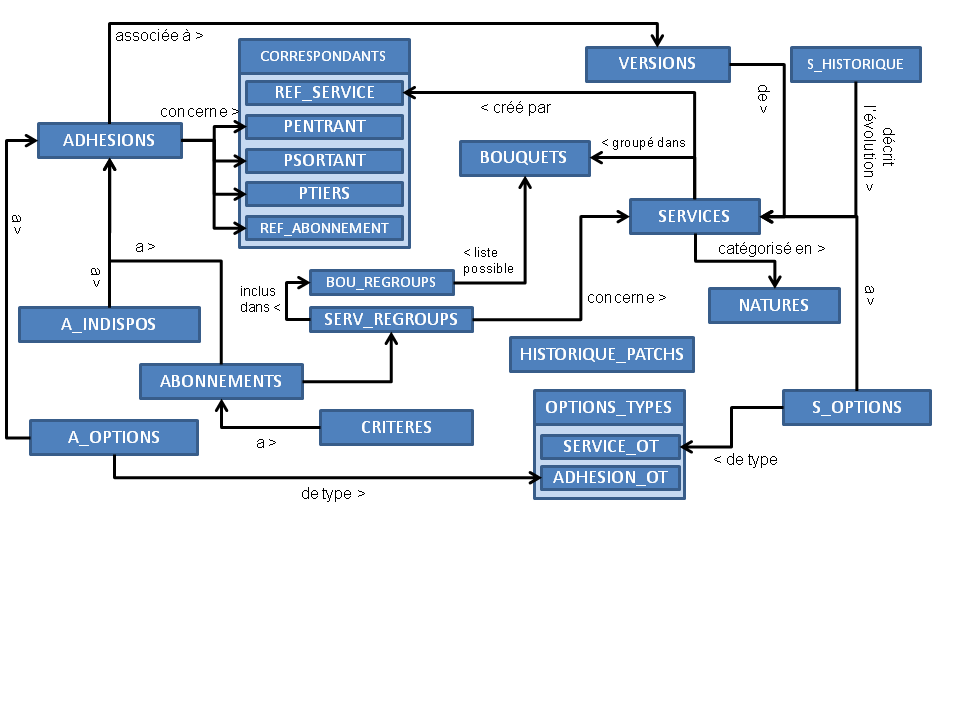 associée à >
CORRESPONDANTS
VERSIONS
S_HISTORIQUE
REF_SERVICE
de >
concerne >
< créé par
PENTRANT
ADHESIONS
décrit
l'évolution >
< groupé dans
BOUQUETS
PSORTANT
PTIERS
a >
REF_ABONNEMENT
SERVICES
a >
< liste
possible
catégorisé en >
a >
BOU_REGROUPS
inclus
dans <
concerne >
a >
NATURES
A_INDISPOS
SERV_REGROUPS
HISTORIQUE_PATCHS
ABONNEMENTS
OPTIONS_TYPES
S_OPTIONS
A_OPTIONS
CRITERES
a >
SERVICE_OT
< de type
ADHESION_OT
de type >